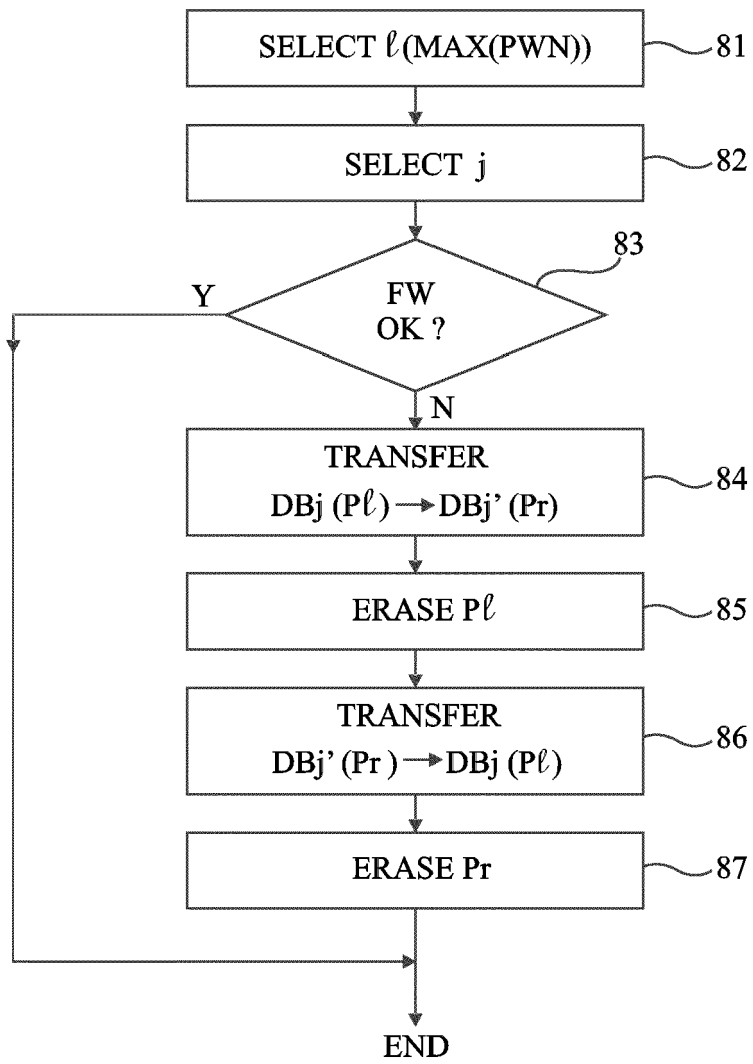 SELECT ℓ(MAX(PWN))
81
SELECT j
82
83
Y
FW
OK ?
N
TRANSFER
DBj (Pℓ) → DBj’ (Pr)
84
ERASE Pℓ
85
TRANSFER
DBj’ (Pr ) → DBj (Pℓ)
86
ERASE Pr
87
END